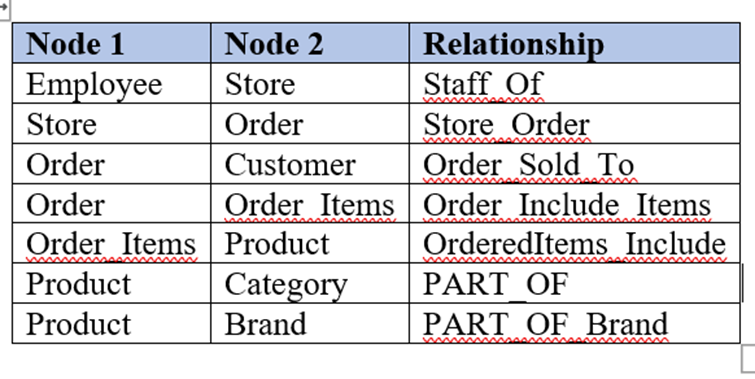 Node 1 Node 2 Relationship
Employee Store Staff_Of
Store Order Store_Order
Order Customer Order_Sold_To
Order Order_Items Order_Include_Items
Order_Items Product OrderedItems_Include
Product Category PART_OF
Product Brand PART_OF_Brand